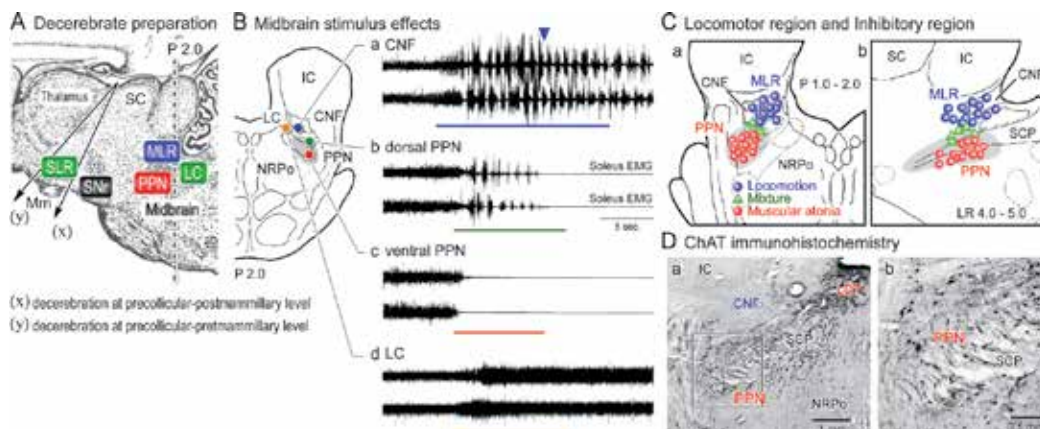 A Decerebrate preparation
P 2.0
Thalamus
SC
MLR
SLR
LC
SNr
PPN
Mm
Midbrain
(y)
(x)
(x) decerebration at precollicular-postmammillary level
(y) decerebration at precollicular-pretmammillary level
B Midbrain stimulus effects
a CNF
IC
LC
CNF
PPN
NRPo
P 2.0
b dorsal PPN
Soleus EMG
Soleus EMG
5 sec.
c ventral PPN
d LC
C Locomotor region and Inhibitory region
a
IC
CNF
P 1.0 - 2.0
MLR
PPN
NRPo
Locomotion
Mixture
Muscular atonia
b
SC
IC
CNF
MLR
SCP
PPN
LR 4.0 - 5.0
D ChAT immunohistochemistry
a
IC
CNF
LC
SCP
PPN
NRPo
b
PPN
SCP